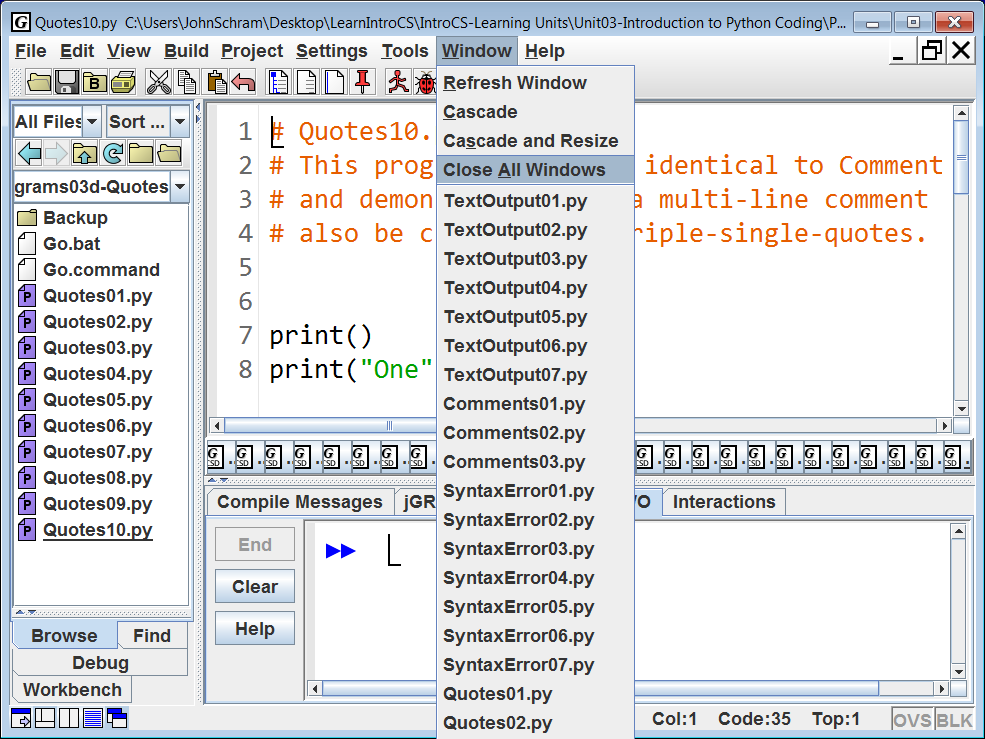 Quotes10.py C:\Users\JohnSchram\Desktop\LearnIntroCS\IntroCS-Learning Units\Unit03-Introduction to Python Coding\P...
File Edit View Build Project Settings Tools Window Help
B
All Files Sort ...
grams03d-Quotes
Backup
Go.bat
Go.command
Quotes01.py
Quotes02.py
Quotes03.py
Quotes04.py
Quotes05.py
Quotes06.py
Quotes07.py
Quotes08.py
Quotes09.py
Quotes10.py
Browse Find
Debug
Workbench
1 # Quotes10.
2 # This prog identical to Comment
3 # and demon a multi-line comment
4 # also be c riple-single-quotes.
5
6
7 print()
8 print("One"
Refresh Window
Cascade
Cascade and Resize
Close All Windows
TextOutput01.py
TextOutput02.py
TextOutput03.py
TextOutput04.py
TextOutput05.py
TextOutput06.py
TextOutput07.py
Comments01.py
Comments02.py
Comments03.py
SyntaxError01.py
SyntaxError02.py
SyntaxError03.py
SyntaxError04.py
SyntaxError05.py
SyntaxError06.py
SyntaxError07.py
Quotes01.py
Quotes02.py
Compile Messages jGR /O Interactions
End
Clear
Help
Col:1 Code:35 Top:1 OVS BLK